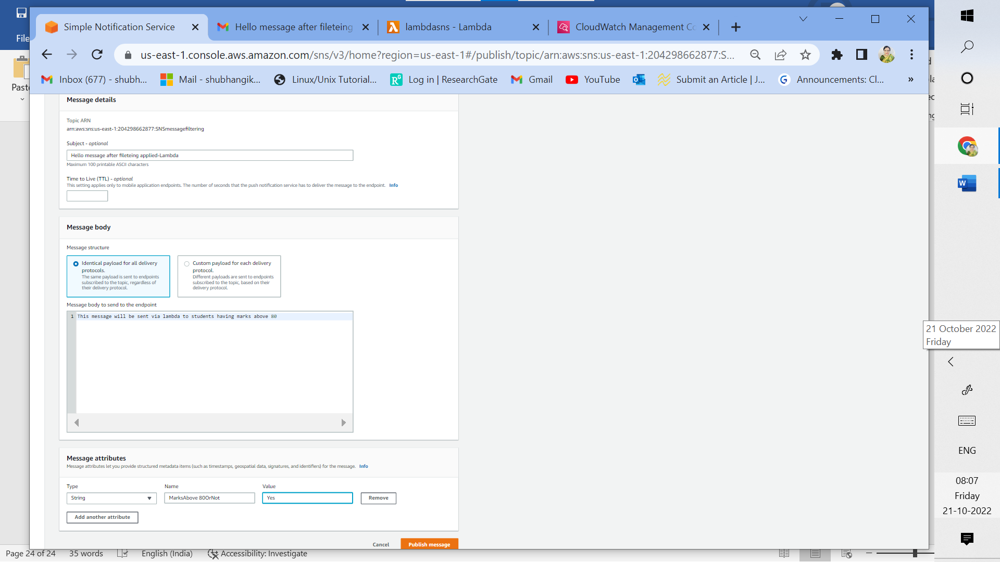 File
Paste
Simple Notification Service
Hello message after fileteing
lambdasns - Lambda
CloudWatch Management Co
us-east-1.console.aws.amazon.com/sns/v3/home?region=us-east-1#/publish/topic/arn:aws:sns:us-east-1:204298662877:S...
Inbox (677) - shubh...
Mail - shubhangik...
Linux/Unix Tutorial...
Log in | ResearchGate
Gmail
YouTube
Submit an Article | J...
Announcements: Cl...
»
Message details
Topic ARN
arn:aws:sns:us-east-1:204298662877:SNSmessagefiltering
Subject - optional
Hello message after fileteing applied-Lambda
Maximum 100 printable ASCII characters
Time to Live (TTL) - optional
This setting applies only to mobile application endpoints. The number of seconds that the push notification service has to deliver the message to the endpoint. Info
Message body
Message structure
Identical payload for all delivery
protocols.
The same payload is sent to endpoints
subscribed to the topic, regardless of
their delivery protocol.
Custom payload for each delivery
protocol.
Different payloads are sent to endpoints
subscribed to the topic, based on their
delivery protocol.
Message body to send to the endpoint
1 This message will be sent via lambda to students having marks above 80
Message attributes
Message attributes let you provide structured metadata items (such as timestamps, geospatial data, signatures, and identifiers) for the message. Info
Type Name Value
String MarksAbove 80OrNot Yes Remove
Add another attribute
Cancel Publish message
Page 24 of 24 35 words English (India) Accessibility: Investigate
21 October 2022
Friday
ENG
08:07
Friday
21-10-2022